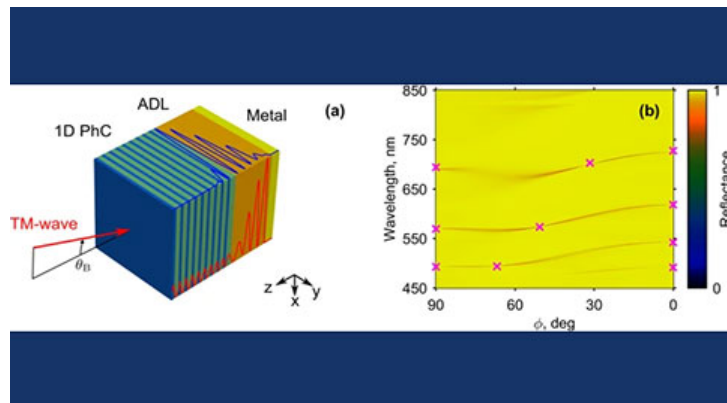 ADL
Metal
(a)
1D PhC
TM-wave
θB
z
x
y
(b)
Wavelength, nm
850
750
650
550
450
90
60
30
0
ϕ, deg
1
Reflectance
0